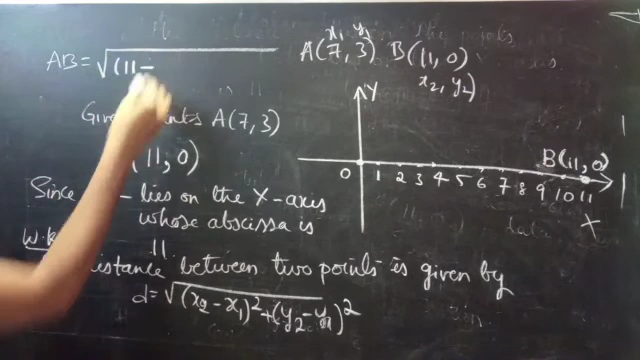 AB = √(11 –
x₁ y₁
A(7, 3) B(11, 0)
x₂, y₂)
points A(7, 3)
(11, 0)
Since lies on the X-axis
whose abscissa is
11
distance between two points is given by
d = √(x₂ – x₁)² + (y₂ – y₁)²
Y
B(11, 0)
0 1 2 3 4 5 6 7 8 9 10 11
X